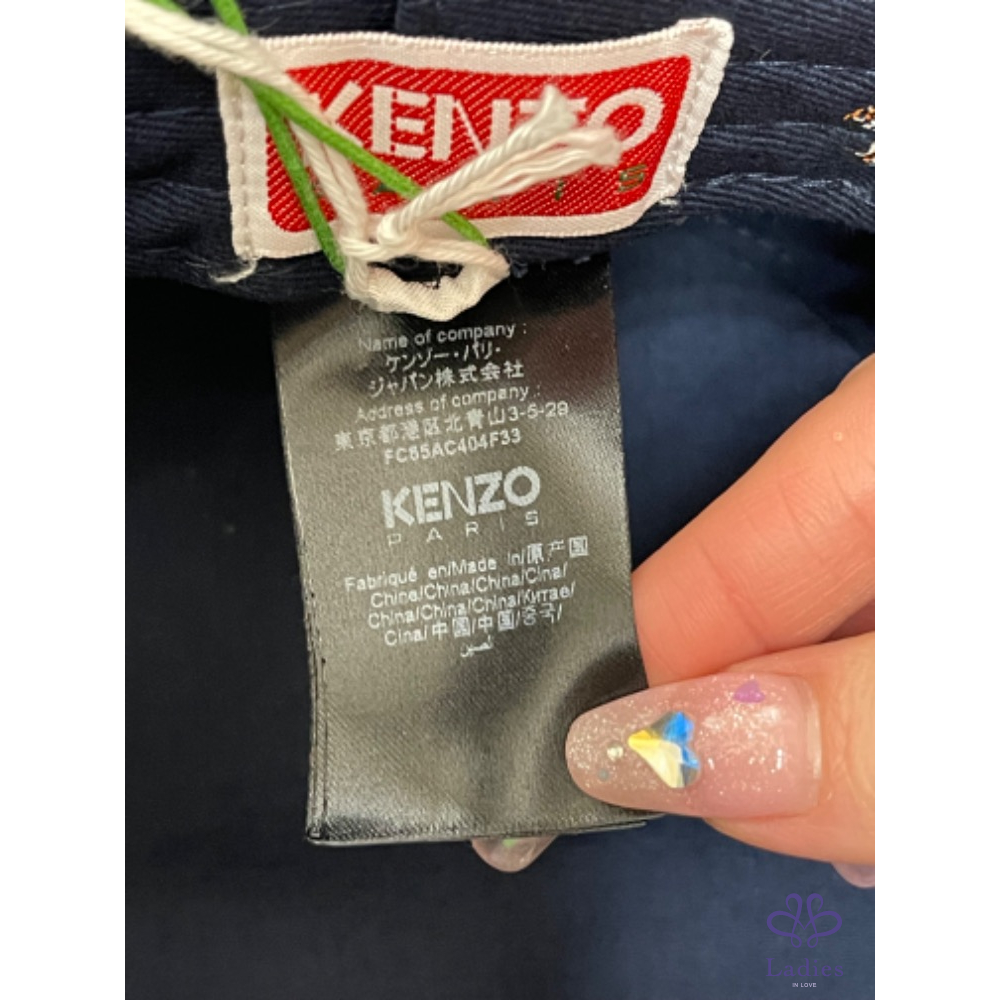 KENZO
Name of company :
ケンゾー・パリ・
ジャパン株式会社
Address of company :
東京都港区北青山3-5-29
FC65AC404F33
KENZO
PARIS
Fabriqué en/Made in/原产国
Chine/China/China/Cina/
China/China/China/Китае/
Cina/中国/中国/중국/
الصين
Ladies
IN LOVE